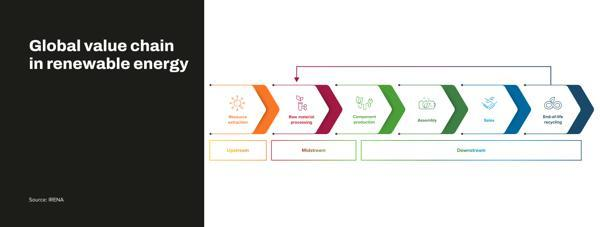 Global value chain
in renewable energy
Resource
extraction
Raw material
processing
Component
production
Assembly
Sales
End-of-life
recycling
Upstream
Midstream
Downstream
Source: IRENA